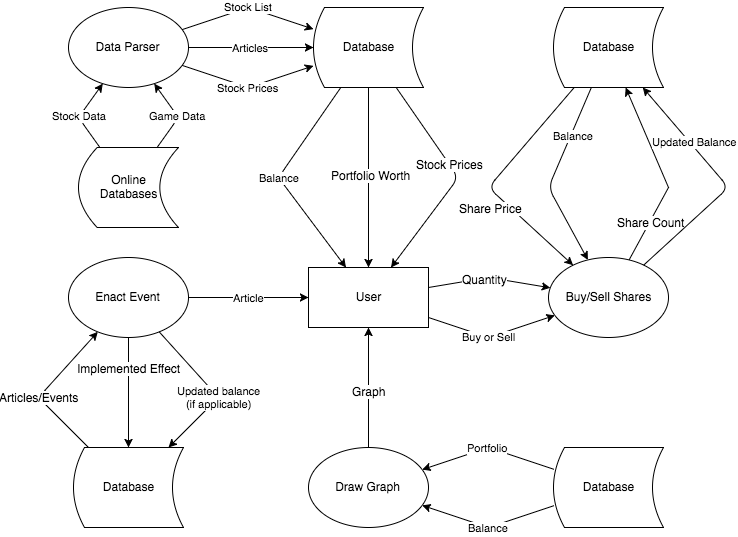 Stock List
Data Parser
Articles
Database
Database
Stock Prices
Stock Data
Game Data
Balance
Updated Balance
Online
Databases
Balance
Portfolio Worth
Stock Prices
Share Price
Share Count
Enact Event
Article
User
Quantity
Buy/Sell Shares
Buy or Sell
Implemented Effect
Articles/Events
Updated balance
(if applicable)
Graph
Portfolio
Database
Draw Graph
Database
Balance